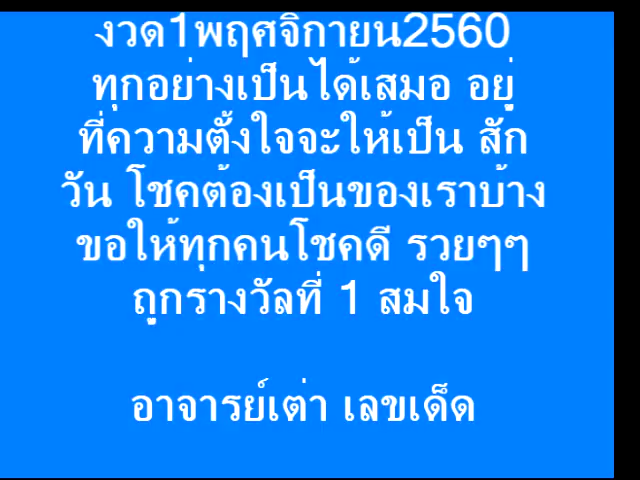 งวด1พฤศจิกายน2560
ทุกอย่างเป็นได้เสมอ อยู่
ที่ความตั้งใจจะให้เป็น สัก
วัน โชคต้องเป็นของเราบ้าง
ขอให้ทุกคนโชคดี รวยๆๆ
ถูกรางวัลที่ 1 สมใจ
อาจารย์เต่า เลขเด็ด